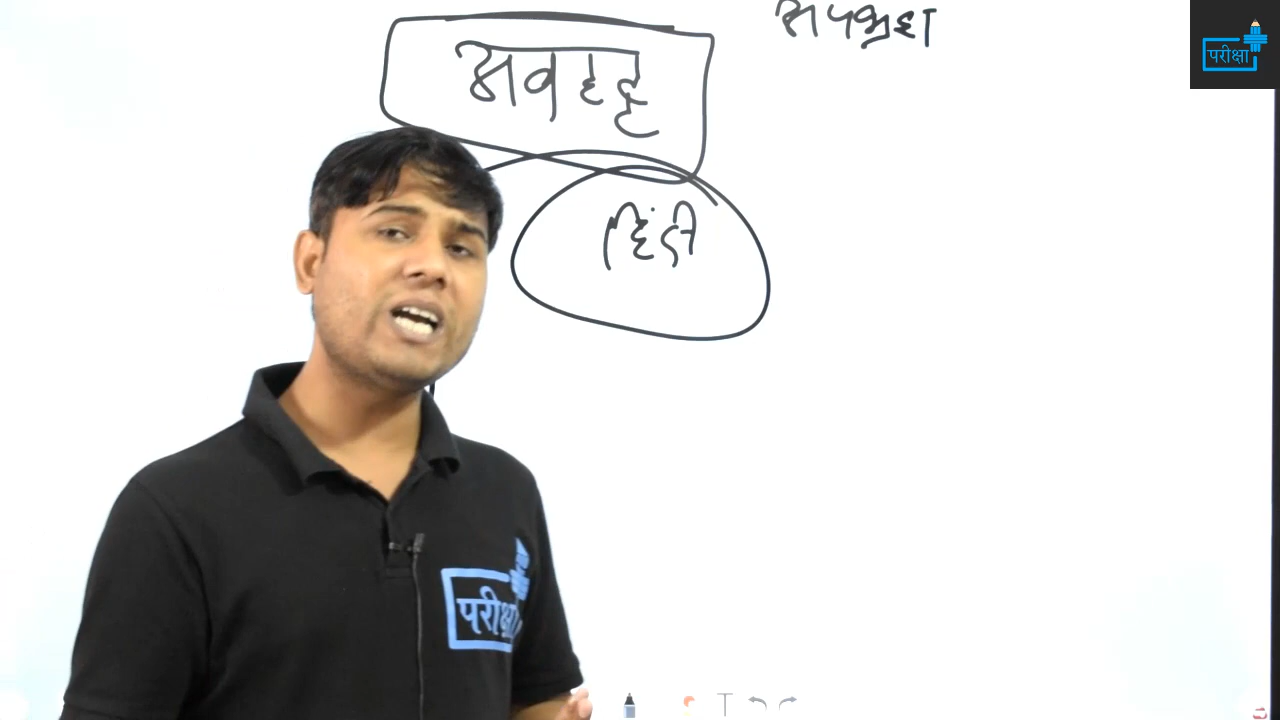 अपभ्रंश
परीक्षा
अवहट्ट
हिंदी
परीक्षा
T